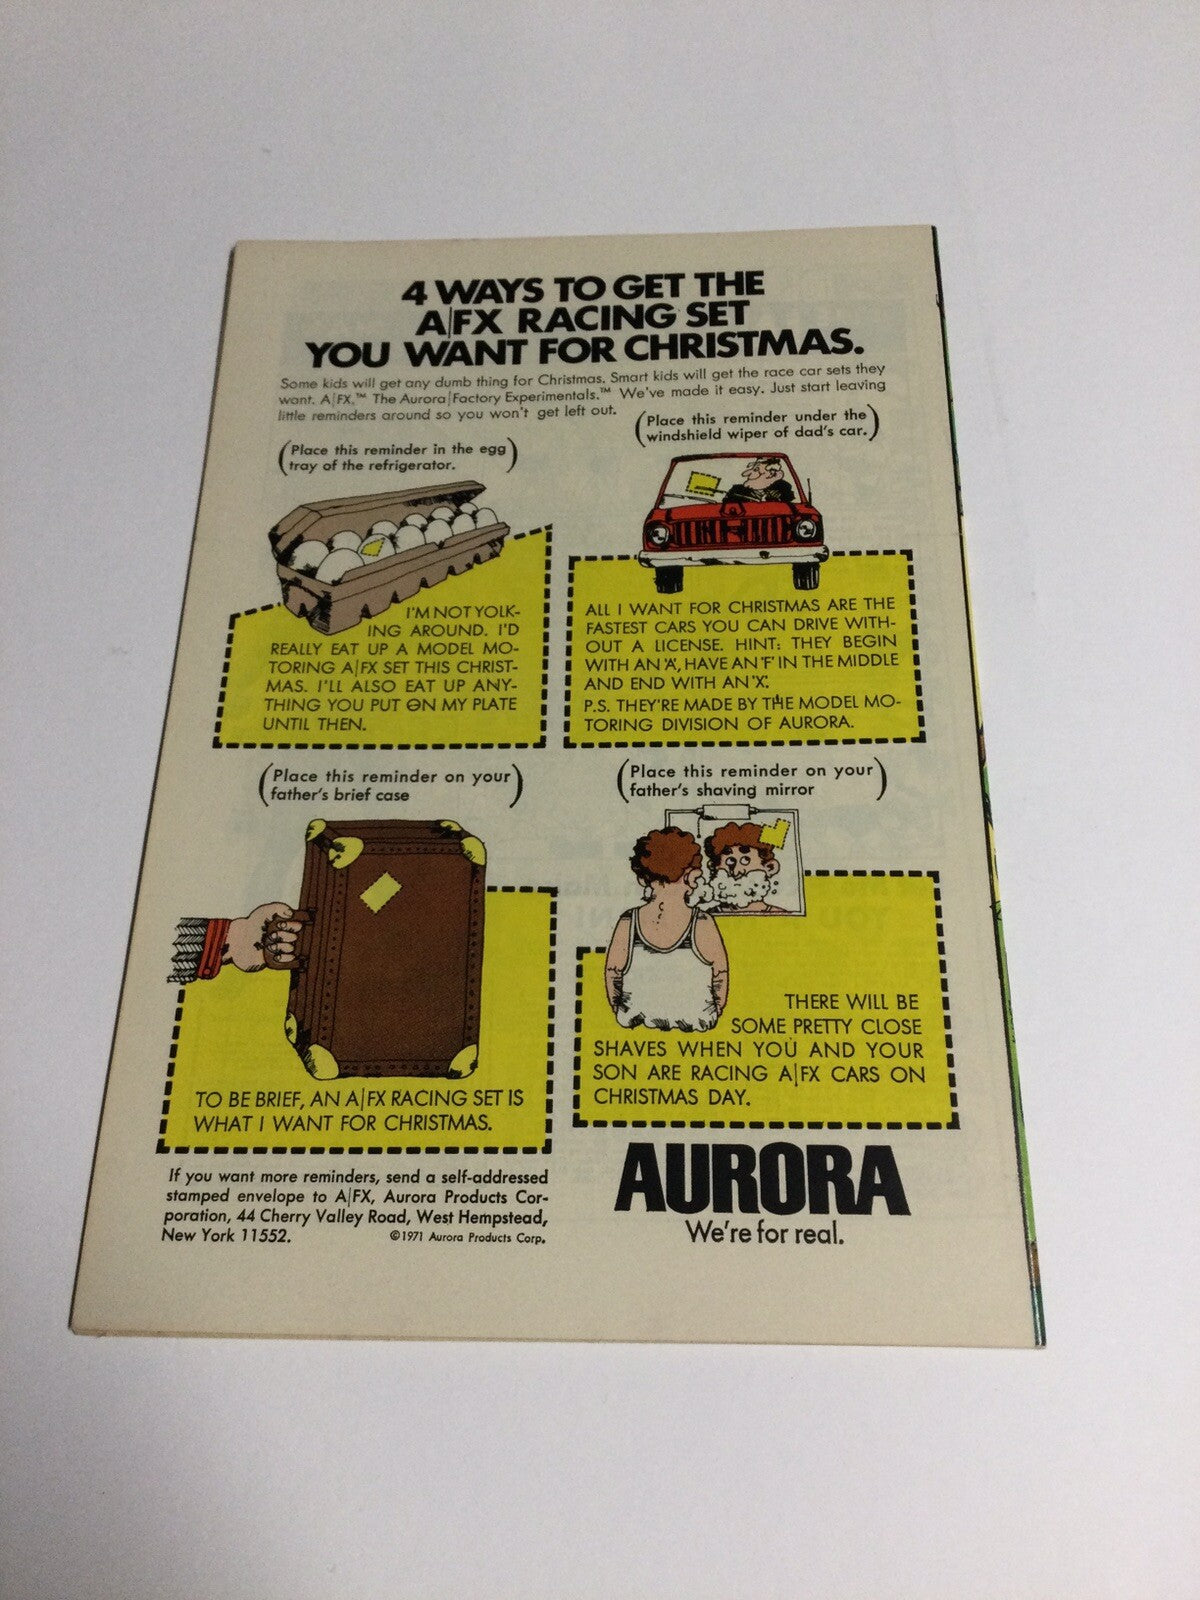 4 WAYS TO GET THE
A|FX RACING SET
YOU WANT FOR CHRISTMAS.
Some kids will get any dumb thing for Christmas. Smart kids will get the race car sets they
want. A|FX.™ The Aurora|Factory Experimentals.™ We've made it easy. Just start leaving
little reminders around so you won't get left out.
(Place this reminder in the egg
tray of the refrigerator.)
I'M NOT YOLK-
ING AROUND. I'D
REALLY EAT UP A MODEL MO-
TORING A|FX SET THIS CHRIST-
MAS. I'LL ALSO EAT UP ANY-
THING YOU PUT ON MY PLATE
UNTIL THEN.
(Place this reminder under the
windshield wiper of dad's car.)
ALL I WANT FOR CHRISTMAS ARE THE
FASTEST CARS YOU CAN DRIVE WITH-
OUT A LICENSE. HINT: THEY BEGIN
WITH AN 'A', HAVE AN 'F' IN THE MIDDLE
AND END WITH AN 'X'.
P.S. THEY'RE MADE BY THE MODEL MO-
TORING DIVISION OF AURORA.
(Place this reminder on your
father's brief case)
TO BE BRIEF, AN A|FX RACING SET IS
WHAT I WANT FOR CHRISTMAS.
(Place this reminder on your
father's shaving mirror)
THERE WILL BE
SOME PRETTY CLOSE
SHAVES WHEN YOU AND YOUR
SON ARE RACING A|FX CARS ON
CHRISTMAS DAY.
If you want more reminders, send a self-addressed
stamped envelope to A|FX, Aurora Products Cor-
poration, 44 Cherry Valley Road, West Hempstead,
New York 11552. ©1971 Aurora Products Corp.
AURORA
We're for real.